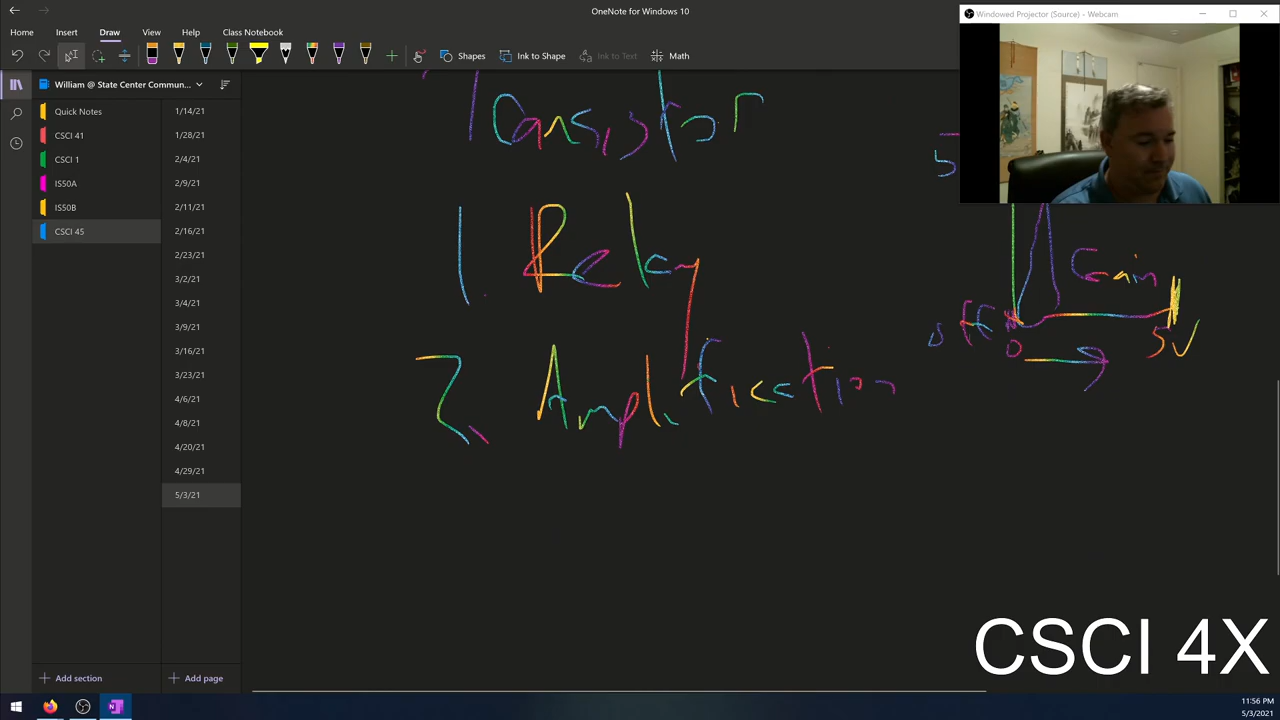 OneNote for Windows 10
Windowed Projector (Source) - Webcam
Home Insert Draw View Help Class Notebook
Shapes Ink to Shape Ink to Text Math
William @ State Center Commun...
Quick Notes
CSCI 41
CSCI 1
IS50A
IS50B
CSCI 45
1/14/21
1/28/21
2/4/21
2/9/21
2/11/21
2/16/21
2/23/21
3/2/21
3/4/21
3/9/21
3/16/21
3/23/21
4/6/21
4/8/21
4/20/21
4/29/21
5/3/21
Transistor
1. Relay
2. Amplification
5
Gain
off
0
5V
CSCI 4X
Add section
Add page
11:56 PM
5/3/2021